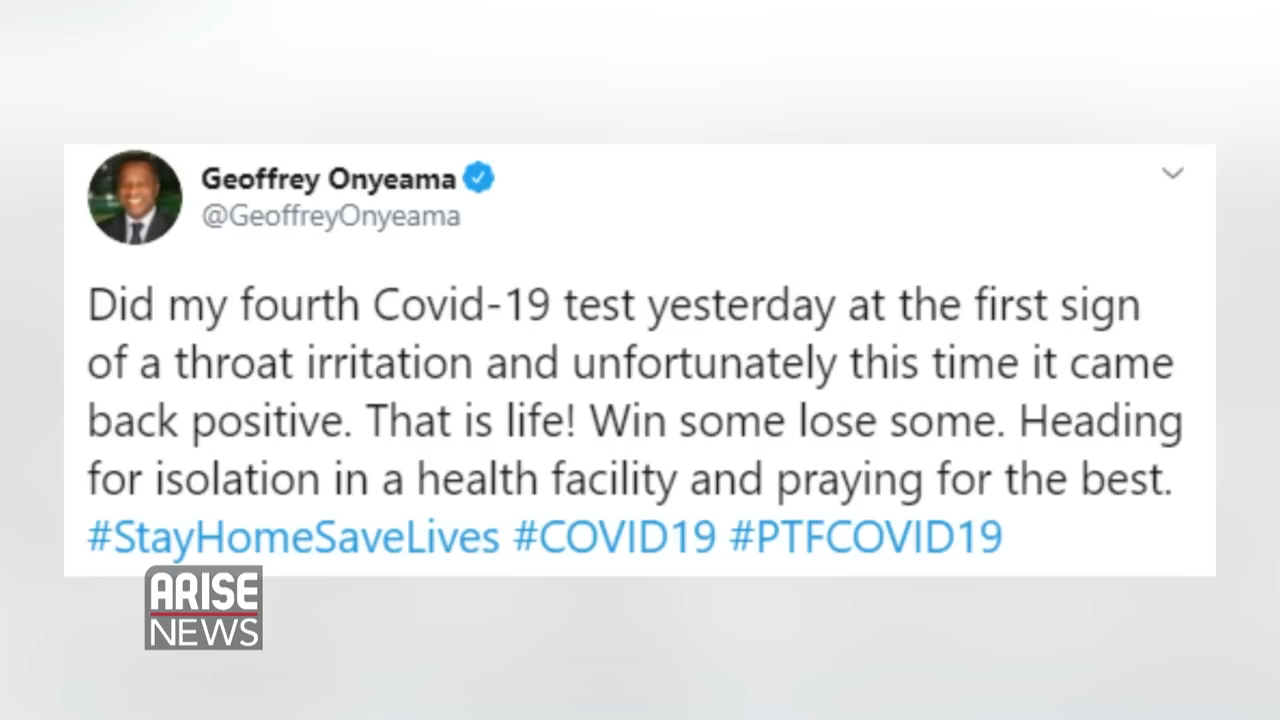 Geoffrey Onyeama
@GeoffreyOnyeama
Did my fourth Covid-19 test yesterday at the first sign
of a throat irritation and unfortunately this time it came
back positive. That is life! Win some lose some. Heading
for isolation in a health facility and praying for the best.
#StayHomeSaveLives #COVID19 #PTFCOVID19
ARISE
NEWS